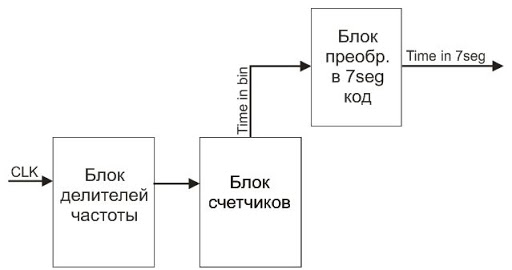 Блок
преобр.
в 7seg
код
Time in 7seg
Time in bin
CLK
Блок
делителей
частоты
Блок
счетчиков